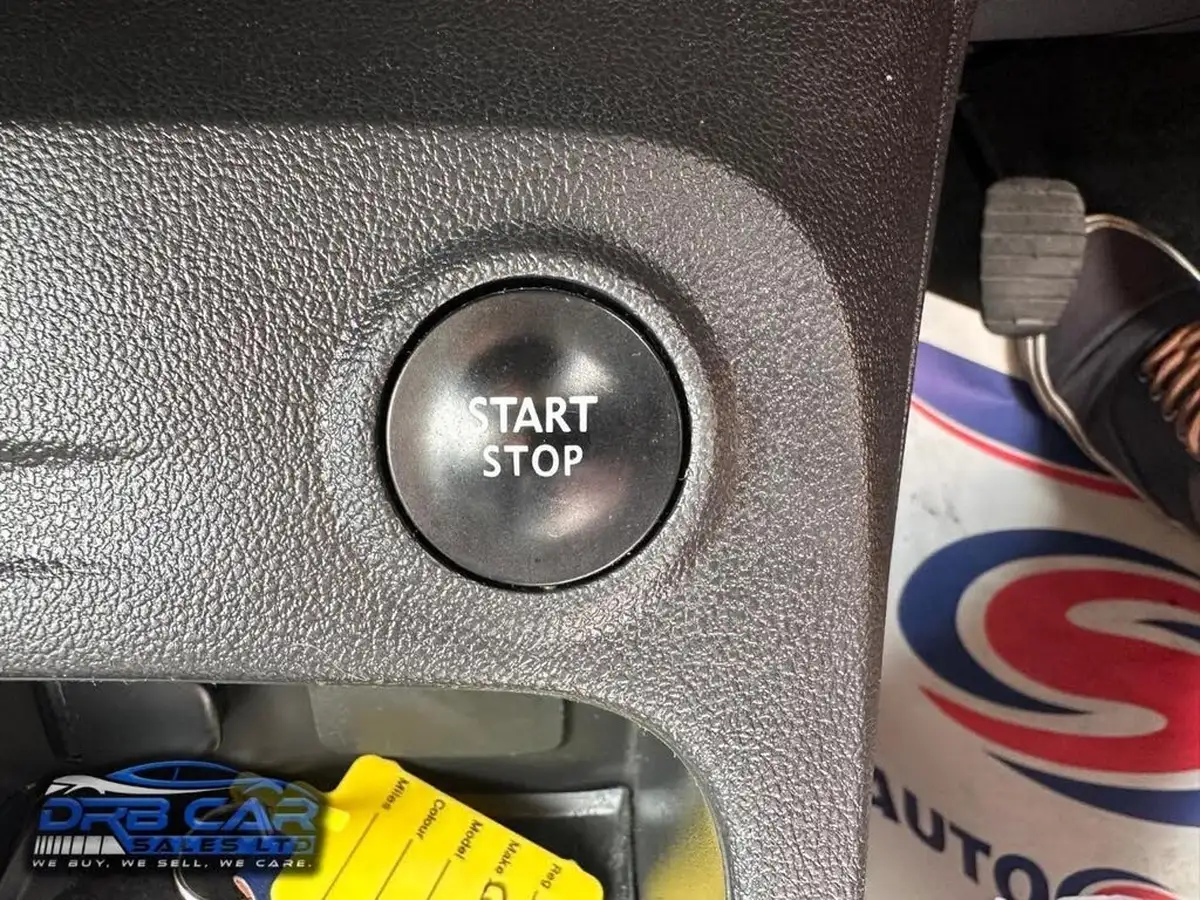 START
STOP
AUTO
DRB CAR
SALES LTD
WE BUY, WE SELL, WE CARE.
Miles
Colour
Model
Make
Reg